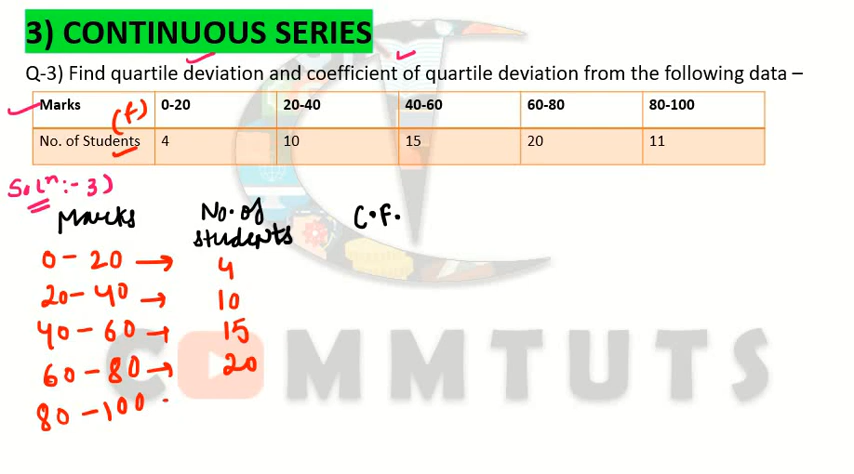 3) CONTINUOUS SERIES
Q-3) Find quartile deviation and coefficient of quartile deviation from the following data –
Marks 0-20 20-40 40-60 60-80 80-100
(f)
No. of Students 4 10 15 20 11
Solⁿ:- 3)
Marks No. of students C.F.
0 - 20 → 4
20 - 40 → 10
40 - 60 → 15
60 - 80 → 20
80 - 100 -
COMMTUTS